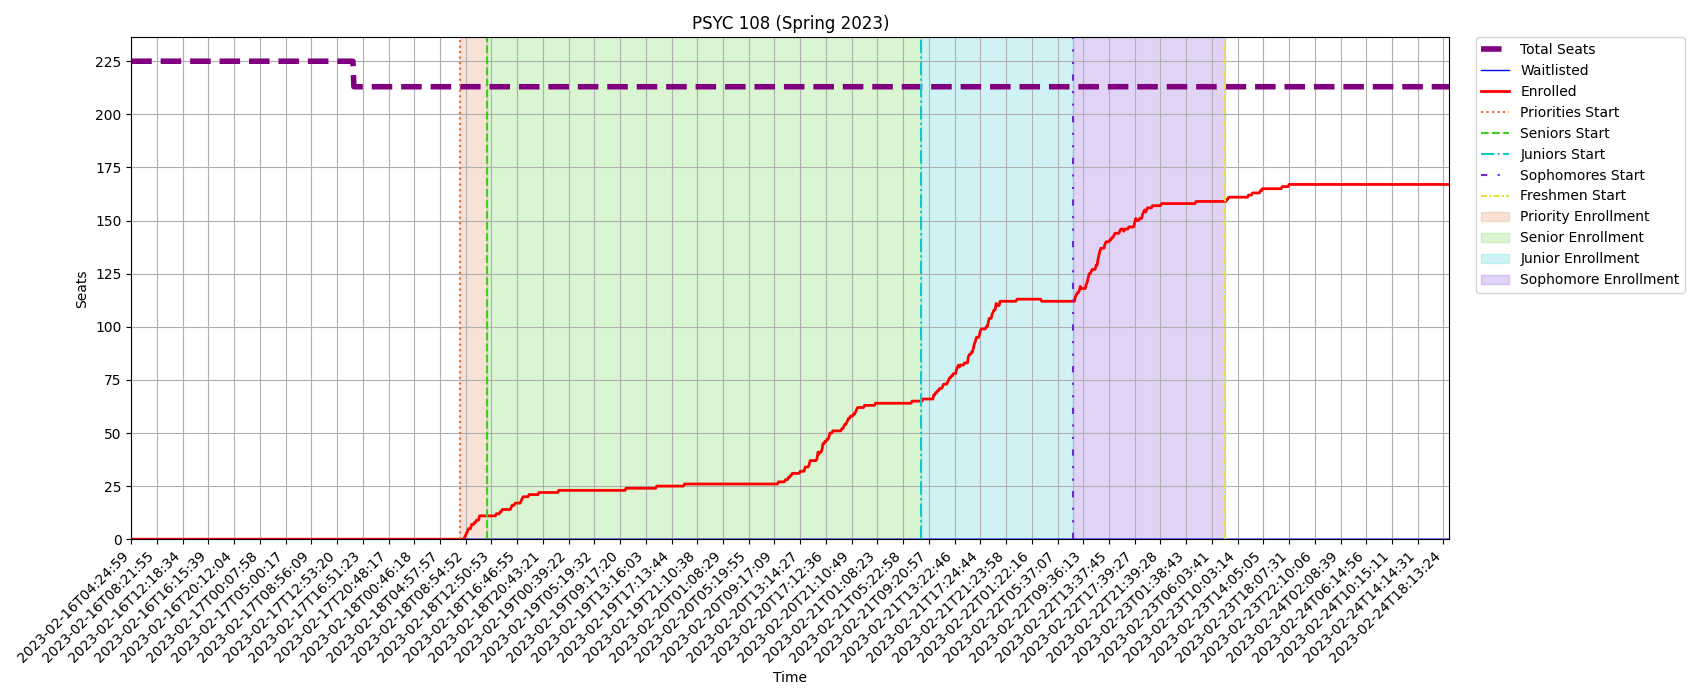 PSYC 108 (Spring 2023)
Total Seats
Waitlisted
Enrolled
Priorities Start
Seniors Start
Juniors Start
Sophomores Start
Freshmen Start
Priority Enrollment
Senior Enrollment
Junior Enrollment
Sophomore Enrollment
Seats
225
200
175
150
125
100
75
50
25
0
2023-02-16T04:24:59
2023-02-16T08:21:55
2023-02-16T12:18:34
2023-02-16T16:15:39
2023-02-16T20:12:04
2023-02-17T00:07:58
2023-02-17T05:00:17
2023-02-17T08:56:09
2023-02-17T12:53:20
2023-02-17T16:51:23
2023-02-17T20:48:17
2023-02-18T00:46:18
2023-02-18T04:57:57
2023-02-18T08:54:52
2023-02-18T12:50:53
2023-02-18T16:46:55
2023-02-18T20:43:21
2023-02-19T00:39:22
2023-02-19T05:19:32
2023-02-19T09:17:20
2023-02-19T13:16:03
2023-02-19T17:13:44
2023-02-19T21:10:38
2023-02-20T01:08:29
2023-02-20T05:19:55
2023-02-20T09:17:09
2023-02-20T13:14:27
2023-02-20T17:12:36
2023-02-20T21:10:49
2023-02-21T01:08:23
2023-02-21T05:22:58
2023-02-21T09:20:57
2023-02-21T13:22:46
2023-02-21T17:24:44
2023-02-21T21:23:58
2023-02-22T01:22:16
2023-02-22T05:37:07
2023-02-22T09:36:13
2023-02-22T13:37:45
2023-02-22T17:39:27
2023-02-22T21:39:28
2023-02-23T01:38:43
2023-02-23T06:03:41
2023-02-23T10:03:14
2023-02-23T14:05:05
2023-02-23T18:07:31
2023-02-23T22:10:06
2023-02-24T02:08:39
2023-02-24T06:14:56
2023-02-24T10:15:11
2023-02-24T14:14:31
2023-02-24T18:13:24
Time